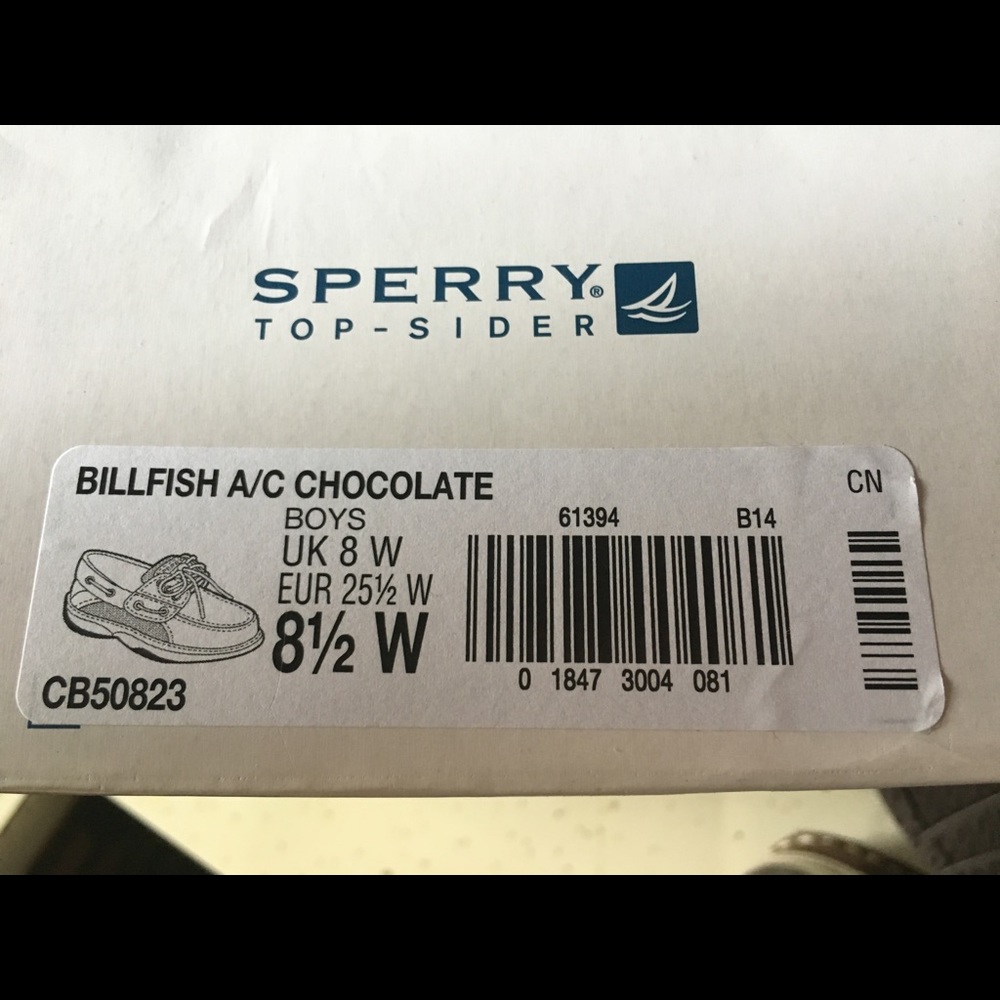 SPERRY®
TOP-SIDER
BILLFISH A/C CHOCOLATE
CN
BOYS
61394
B14
UK 8 W
EUR 25½ W
8½ W
0 1847 3004 081
CB50823